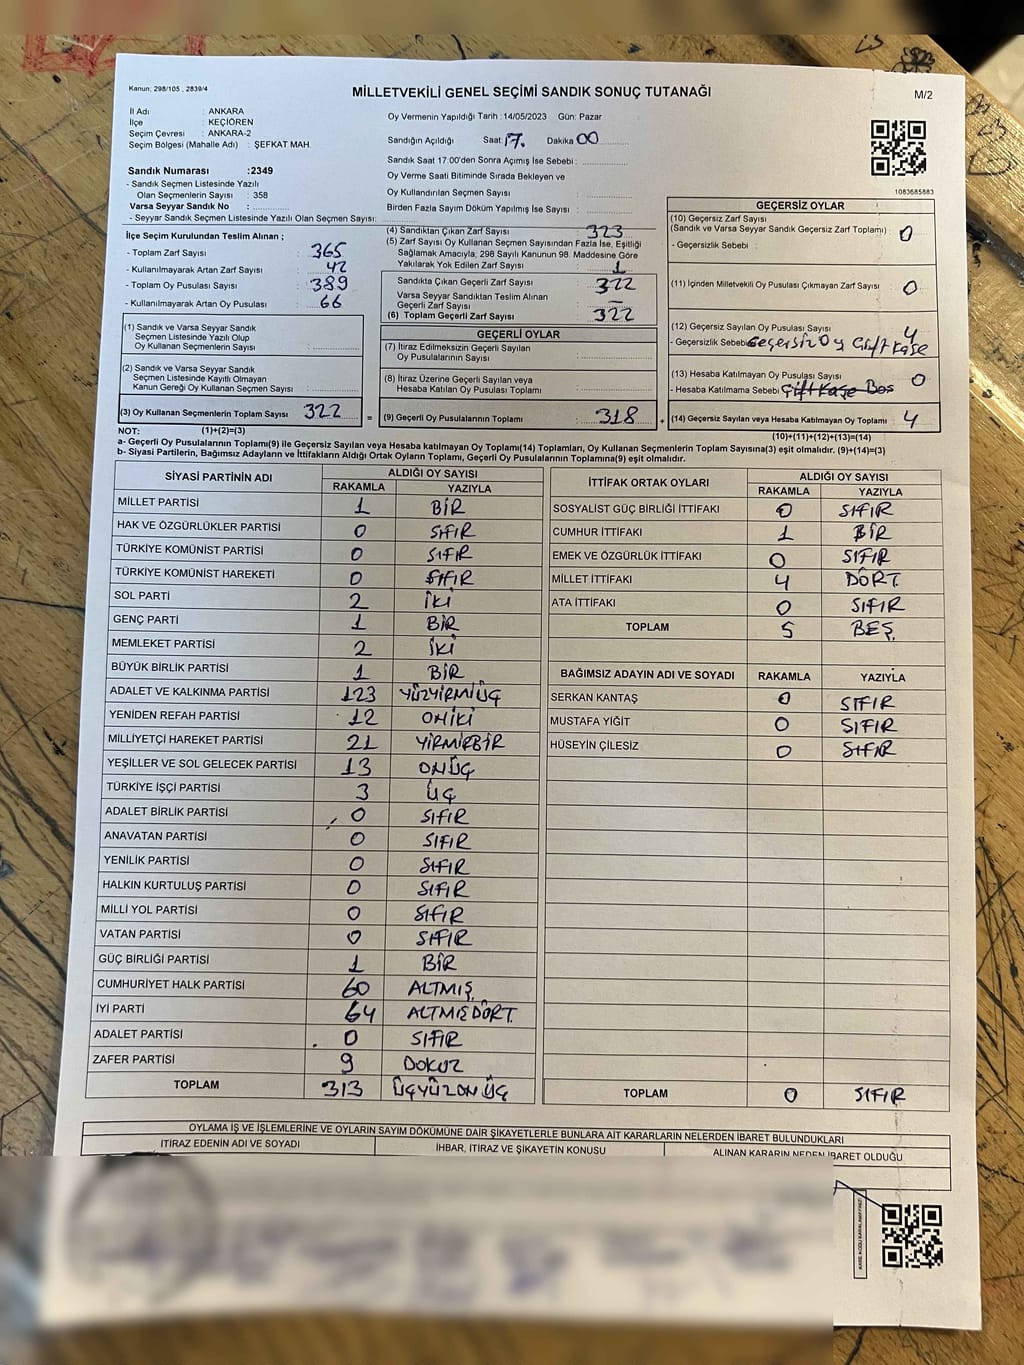 Kanun; 298/105 , 2839/4
MİLLETVEKİLİ GENEL SEÇİMİ SANDIK SONUÇ TUTANAĞI
M/2
İl Adı : ANKARA
İlçe : KEÇİÖREN
Seçim Çevresi : ANKARA-2
Seçim Bölgesi (Mahalle Adı) : ŞEFKAT MAH.
Oy Vermenin Yapıldığı Tarih :14/05/2023 Gün: Pazar
Sandığın Açıldığı Saat:17. Dakika 00
Sandık Saat 17:00'den Sonra Açımış İse Sebebi :
Oy Verme Saati Bitiminde Sırada Bekleyen ve
Oy Kullandırılan Seçmen Sayısı :
Birden Fazla Sayım Döküm Yapılmış İse Sayısı :
1083685883
Sandık Numarası :2349
- Sandık Seçmen Listesinde Yazılı
Olan Seçmenlerin Sayısı : 358
Varsa Seyyar Sandık No :
- Seyyar Sandık Seçmen Listesinde Yazılı Olan Seçmen Sayısı:
İlçe Seçim Kurulundan Teslim Alınan ;
- Toplam Zarf Sayısı : 365
- Kullanılmayarak Artan Zarf Sayısı : 42
- Toplam Oy Pusulası Sayısı : 389
- Kullanılmayarak Artan Oy Pusulası : 66
(4) Sandıktan Çıkan Zarf Sayısı : 323
(5) Zarf Sayısı Oy Kullanan Seçmen Sayısından Fazla İse, Eşitliği
Sağlamak Amacıyla; 298 Sayılı Kanunun 98. Maddesine Göre
Yakılarak Yok Edilen Zarf Sayısı : 1
Sandıkta Çıkan Geçerli Zarf Sayısı : 322
Varsa Seyyar Sandıktan Teslim Alınan
Geçerli Zarf Sayısı : —
(6) Toplam Geçerli Zarf Sayısı : 322
GEÇERSİZ OYLAR
(10) Geçersiz Zarf Sayısı
(Sandık ve Varsa Seyyar Sandık Geçersiz Zarf Toplamı) : 0
- Geçersizlik Sebebi :
(11) İçinden Milletvekili Oy Pusulası Çıkmayan Zarf Sayısı : 0
(12) Geçersiz Sayılan Oy Pusulası Sayısı : 4
- Geçersizlik Sebebi Geçersiz Oy Çift Kaşe
(13) Hesaba Katılmayan Oy Pusulası Sayısı : 0
- Hesaba Katılmama Sebebi Çift Kaşe Boş
(14) Geçersiz Sayılan veya Hesaba Katılmayan Oy Toplamı : 4
(1) Sandık ve Varsa Seyyar Sandık
Seçmen Listesinde Yazılı Olup
Oy Kullanan Seçmenlerin Sayısı :
(2) Sandık ve Varsa Seyyar Sandık
Seçmen Listesinde Kayıtlı Olmayan
Kanun Gereği Oy Kullanan Seçmen Sayısı :
(3) Oy Kullanan Seçmenlerin Toplam Sayısı : 322 =
GEÇERLİ OYLAR
(7) İtiraz Edilmeksizin Geçerli Sayılan
Oy Pusulalarının Sayısı :
(8) İtiraz Üzerine Geçerli Sayılan veya
Hesaba Katılan Oy Pusulası Toplamı :
(9) Geçerli Oy Pusulalarının Toplamı : 318 +
NOT: (1)+(2)=(3)
(10)+(11)+(12)+(13)=(14)
a- Geçerli Oy Pusulalarının Toplamı(9) ile Geçersiz Sayılan veya Hesaba katılmayan Oy Toplamı(14) Toplamları, Oy Kullanan Seçmenlerin Toplam Sayısına(3) eşit olmalıdır. (9)+(14)=(3)
b- Siyasi Partilerin, Bağımsız Adayların ve İttifakların Aldığı Ortak Oyların Toplamı, Geçerli Oy Pusulalarının Toplamına(9) eşit olmalıdır.
SİYASİ PARTİNİN ADI ALDIĞI OY SAYISI
RAKAMLA YAZIYLA
MİLLET PARTİSİ 1 BİR
HAK VE ÖZGÜRLÜKLER PARTİSİ 0 SIFIR
TÜRKİYE KOMÜNİST PARTİSİ 0 SIFIR
TÜRKİYE KOMÜNİST HAREKETİ 0 SIFIR
SOL PARTİ 2 İKİ
GENÇ PARTİ 1 BİR
MEMLEKET PARTİSİ 2 İKİ
BÜYÜK BİRLİK PARTİSİ 1 BİR
ADALET VE KALKINMA PARTİSİ 123 YÜZYİRMİÜÇ
YENİDEN REFAH PARTİSİ 12 ONİKİ
MİLLİYETÇİ HAREKET PARTİSİ 21 YİRMİBİR
YEŞİLLER VE SOL GELECEK PARTİSİ 13 ONÜÇ
TÜRKİYE İŞÇİ PARTİSİ 3 ÜÇ
ADALET BİRLİK PARTİSİ 0 SIFIR
ANAVATAN PARTİSİ 0 SIFIR
YENİLİK PARTİSİ 0 SIFIR
HALKIN KURTULUŞ PARTİSİ 0 SIFIR
MİLLİ YOL PARTİSİ 0 SIFIR
VATAN PARTİSİ 0 SIFIR
GÜÇ BİRLİĞİ PARTİSİ 1 BİR
CUMHURİYET HALK PARTİSİ 60 ALTMIŞ
İYİ PARTİ 64 ALTMIŞDÖRT
ADALET PARTİSİ 0 SIFIR
ZAFER PARTİSİ 9 DOKUZ
TOPLAM 313 ÜÇYÜZONÜÇ
İTTİFAK ORTAK OYLARI ALDIĞI OY SAYISI
RAKAMLA YAZIYLA
SOSYALİST GÜÇ BİRLİĞİ İTTİFAKI 0 SIFIR
CUMHUR İTTİFAKI 1 BİR
EMEK VE ÖZGÜRLÜK İTTİFAKI 0 SIFIR
MİLLET İTTİFAKI 4 DÖRT
ATA İTTİFAKI 0 SIFIR
TOPLAM 5 BEŞ
BAĞIMSIZ ADAYIN ADI VE SOYADI RAKAMLA YAZIYLA
SERKAN KANTAŞ 0 SIFIR
MUSTAFA YİĞİT 0 SIFIR
HÜSEYİN ÇİLESİZ 0 SIFIR
TOPLAM 0 SIFIR
OYLAMA İŞ VE İŞLEMLERİNE VE OYLARIN SAYIM DÖKÜMÜNE DAİR ŞİKAYETLERLE BUNLARA AİT KARARLARIN NELERDEN İBARET BULUNDUKLARI
İTİRAZ EDENİN ADI VE SOYADI İHBAR, İTİRAZ VE ŞİKAYETİN KONUSU ALINAN KARARIN NEDEN İBARET OLDUĞU